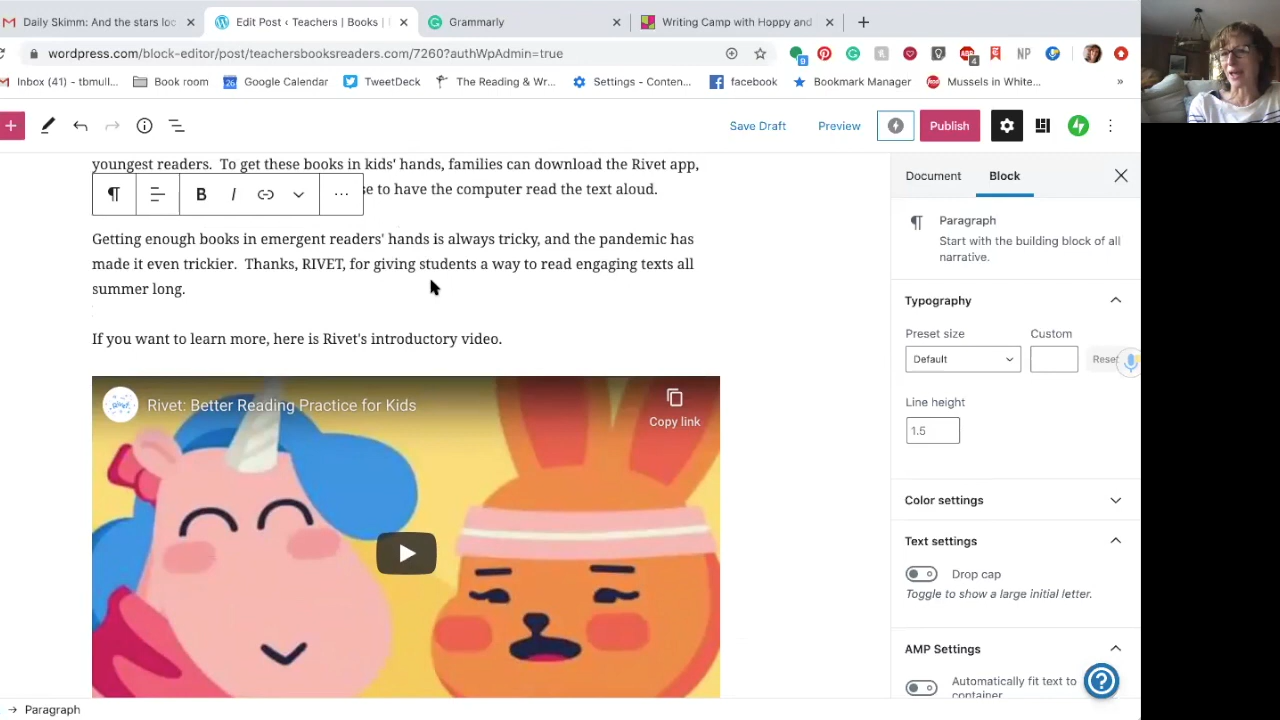 Daily Skimm: And the stars loc
Edit Post ‹ Teachers | Books |
Grammarly
Writing Camp with Hoppy and
wordpress.com/block-editor/post/teachersbooksreaders.com/7260?authWpAdmin=true
9
4
NP
Inbox (41) - tbmull...
Book room
26
Google Calendar
TweetDeck
The Reading & Wr...
Settings - Conten...
facebook
Bookmark Manager
Mussels in White...
»
Save Draft
Preview
Publish
youngest readers. To get these books in kids' hands, families can download the Rivet app,
B I
se to have the computer read the text aloud.
Getting enough books in emergent readers' hands is always tricky, and the pandemic has
made it even trickier. Thanks, RIVET, for giving students a way to read engaging texts all
summer long.
If you want to learn more, here is Rivet's introductory video.
Rivet: Better Reading Practice for Kids
Copy link
Document
Block
Paragraph
Start with the building block of all
narrative.
Typography
Preset size
Custom
Default
Reset
Line height
1.5
Color settings
Text settings
Drop cap
Toggle to show a large initial letter.
AMP Settings
Automatically fit text to
container
→ Paragraph